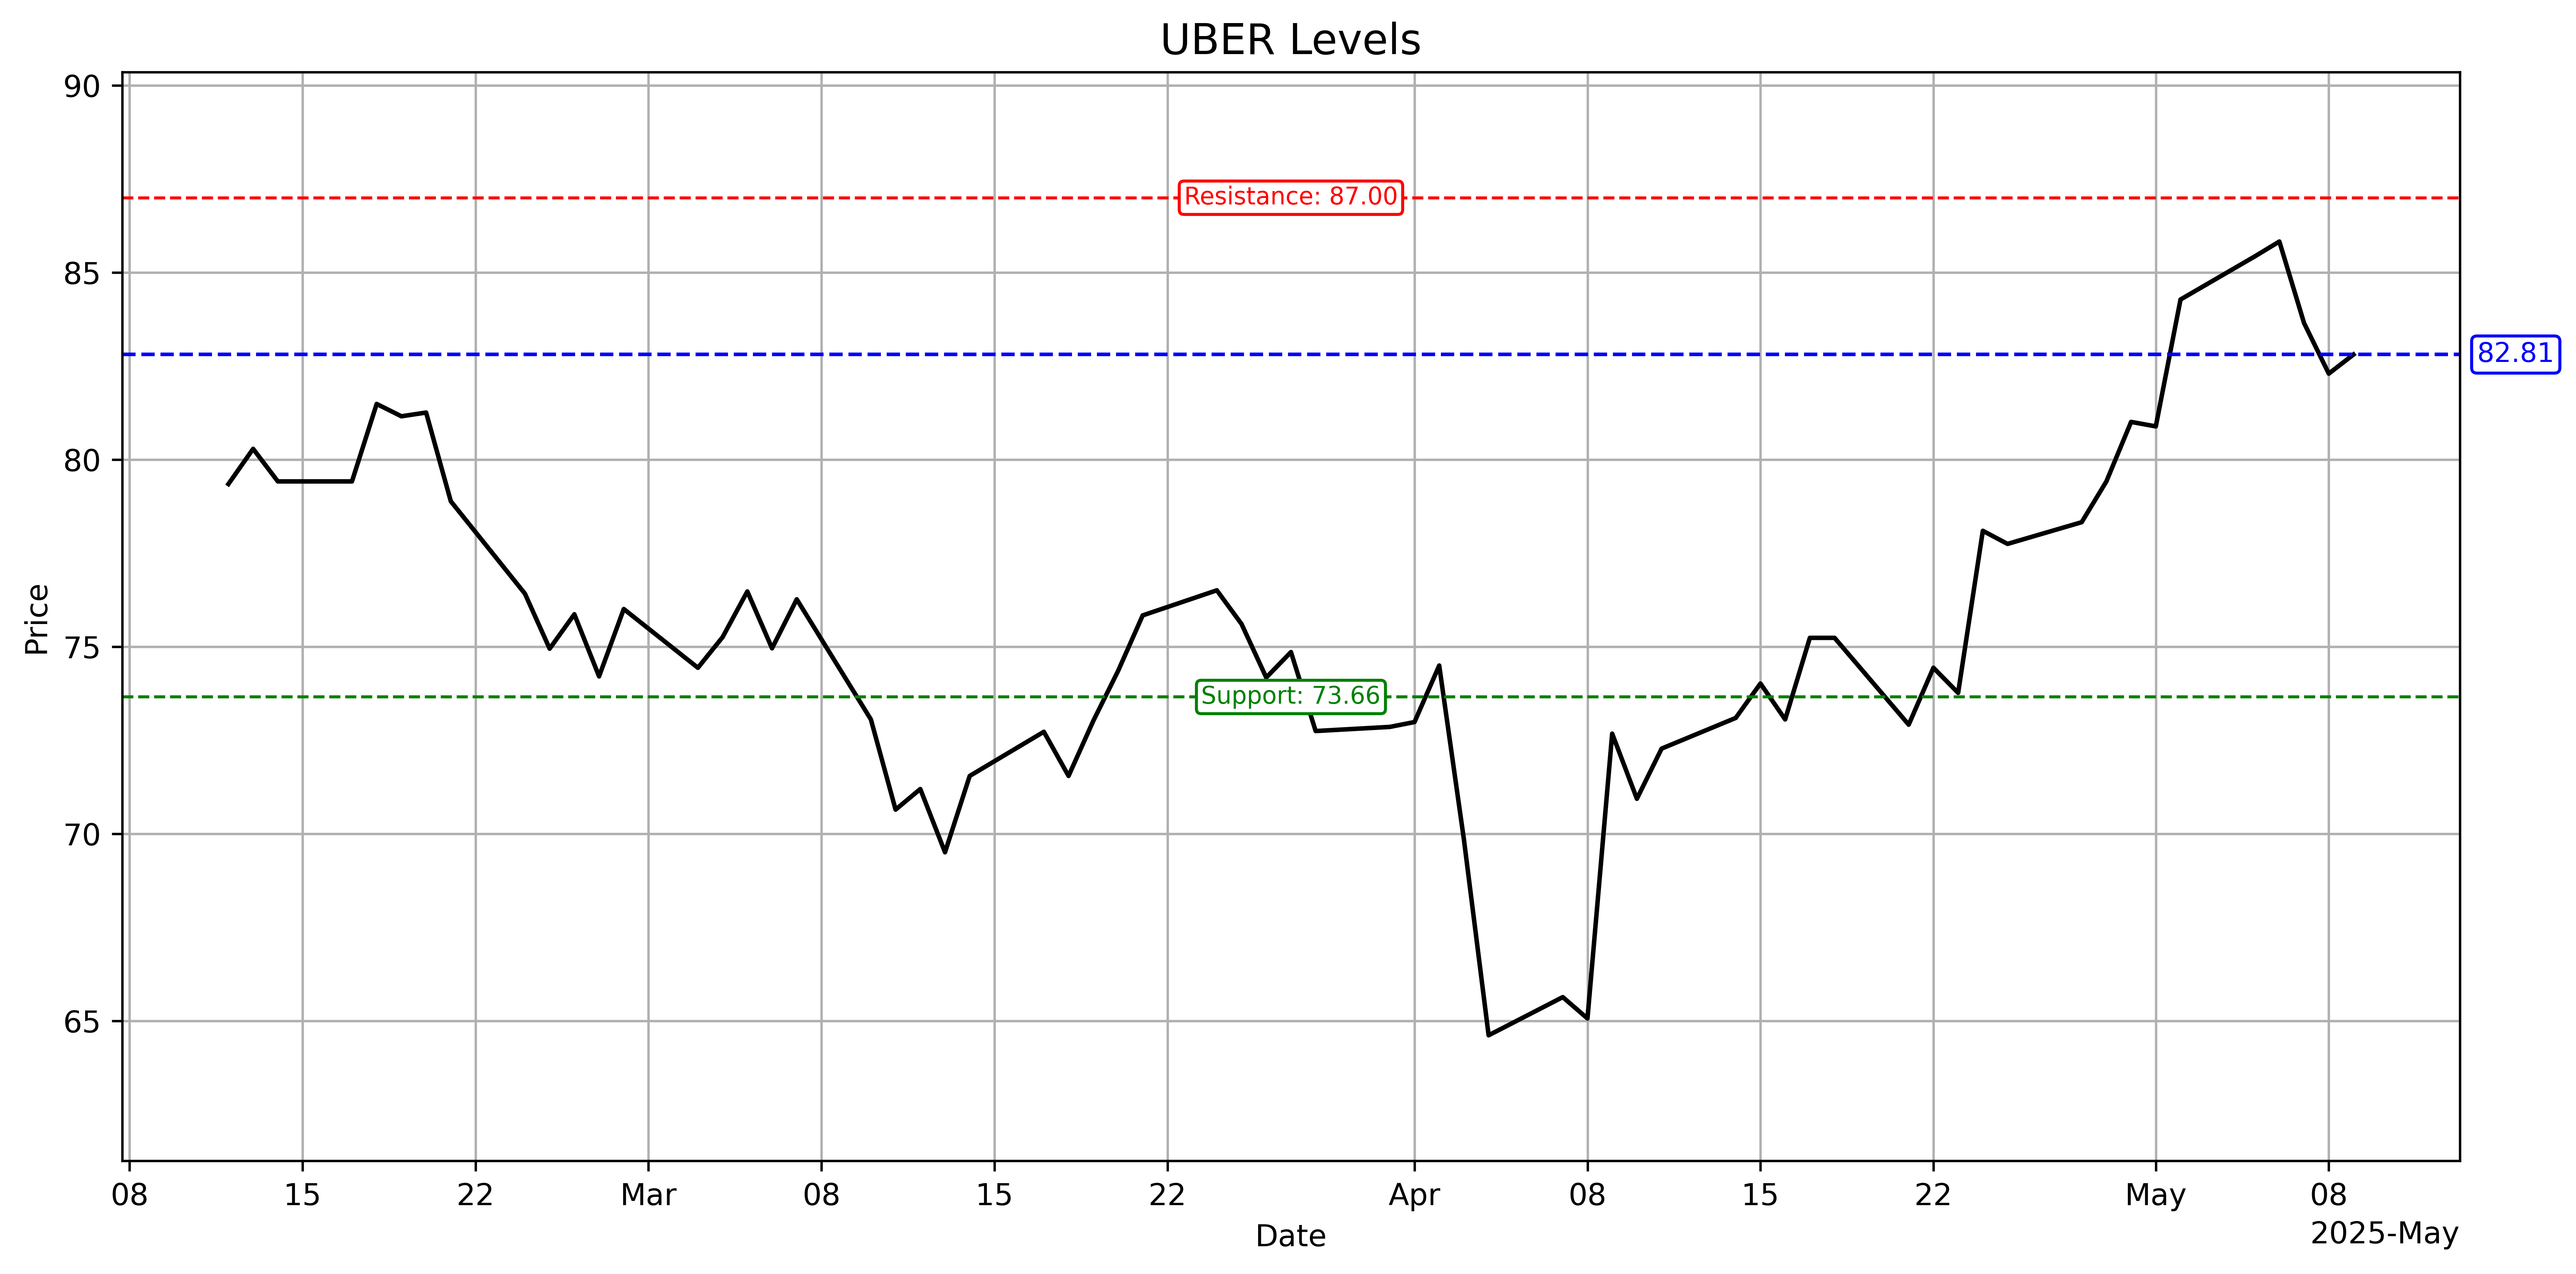 UBER Levels
90
85
80
75
70
65
Price
Resistance: 87.00
82.81
Support: 73.66
08 15 22 Mar 08 15 22 Apr 08 15 22 May 08
Date
2025-May